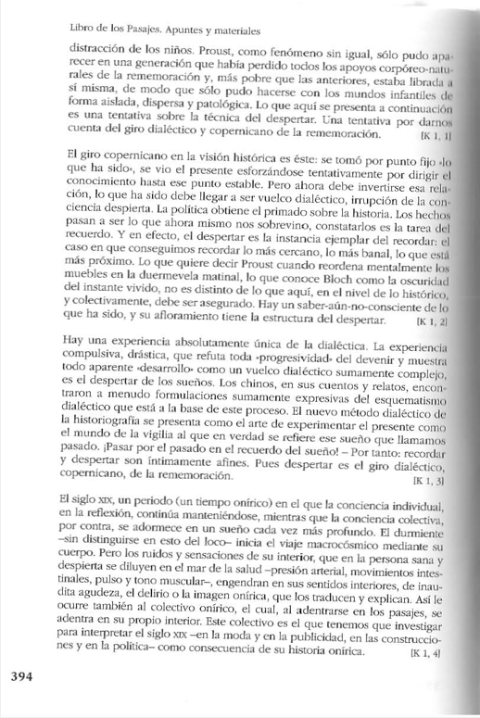 Libro de los Pasajes. Apuntes y materiales
distracción de los niños. Proust, como fenómeno sin igual, sólo pudo apa-
recer en una generación que había perdido todos los apoyos corpóreo-natu-
rales de la rememoración y, más pobre que las anteriores, estaba librada a
sí misma, de modo que sólo pudo hacerse con los mundos infantiles de
forma aislada, dispersa y patológica. Lo que aquí se presenta a continuación
es una tentativa sobre la técnica del despertar. Una tentativa por darnos
cuenta del giro dialéctico y copernicano de la rememoración. [K 1, 1]
El giro copernicano en la visión histórica es éste: se tomó por punto fijo «lo
que ha sido», se vio el presente esforzándose tentativamente por dirigir el
conocimiento hasta ese punto estable. Pero ahora debe invertirse esa rela-
ción, lo que ha sido debe llegar a ser vuelco dialéctico, irrupción de la con-
ciencia despierta. La política obtiene el primado sobre la historia. Los hechos
pasan a ser lo que ahora mismo nos sobrevino, constatarlos es la tarea del
recuerdo. Y en efecto, el despertar es la instancia ejemplar del recordar: el
caso en que conseguimos recordar lo más cercano, lo más banal, lo que está
más próximo. Lo que quiere decir Proust cuando reordena mentalmente los
muebles en la duermevela matinal, lo que conoce Bloch como la oscuridad
del instante vivido, no es distinto de lo que aquí, en el nivel de lo histórico,
y colectivamente, debe ser asegurado. Hay un saber-aún-no-consciente de lo
que ha sido, y su afloramiento tiene la estructura del despertar. [K 1, 2]
Hay una experiencia absolutamente única de la dialéctica. La experiencia
compulsiva, drástica, que refuta toda «progresividad» del devenir y muestra
todo aparente «desarrollo» como un vuelco dialéctico sumamente complejo,
es el despertar de los sueños. Los chinos, en sus cuentos y relatos, encon-
traron a menudo formulaciones sumamente expresivas del esquematismo
dialéctico que está a la base de este proceso. El nuevo método dialéctico de
la historiografía se presenta como el arte de experimentar el presente como
el mundo de la vigilia al que en verdad se refiere ese sueño que llamamos
pasado. ¡Pasar por el pasado en el recuerdo del sueño! – Por tanto: recordar
y despertar son íntimamente afines. Pues despertar es el giro dialéctico,
copernicano, de la rememoración. [K 1, 3]
El siglo XIX, un periodo (un tiempo onírico) en el que la conciencia individual,
en la reflexión, continúa manteniéndose, mientras que la conciencia colectiva,
por contra, se adormece en un sueño cada vez más profundo. El durmiente
–sin distinguirse en esto del loco– inicia el viaje macrocósmico mediante su
cuerpo. Pero los ruidos y sensaciones de su interior, que en la persona sana y
despierta se diluyen en el mar de la salud –presión arterial, movimientos intes-
tinales, pulso y tono muscular–, engendran en sus sentidos interiores, de inau-
dita agudeza, el delirio o la imagen onírica, que los traducen y explican. Así le
ocurre también al colectivo onírico, el cual, al adentrarse en los pasajes, se
adentra en su propio interior. Este colectivo es el que tenemos que investigar
para interpretar el siglo XIX –en la moda y en la publicidad, en las construccio-
nes y en la política– como consecuencia de su historia onírica. [K 1, 4]
394